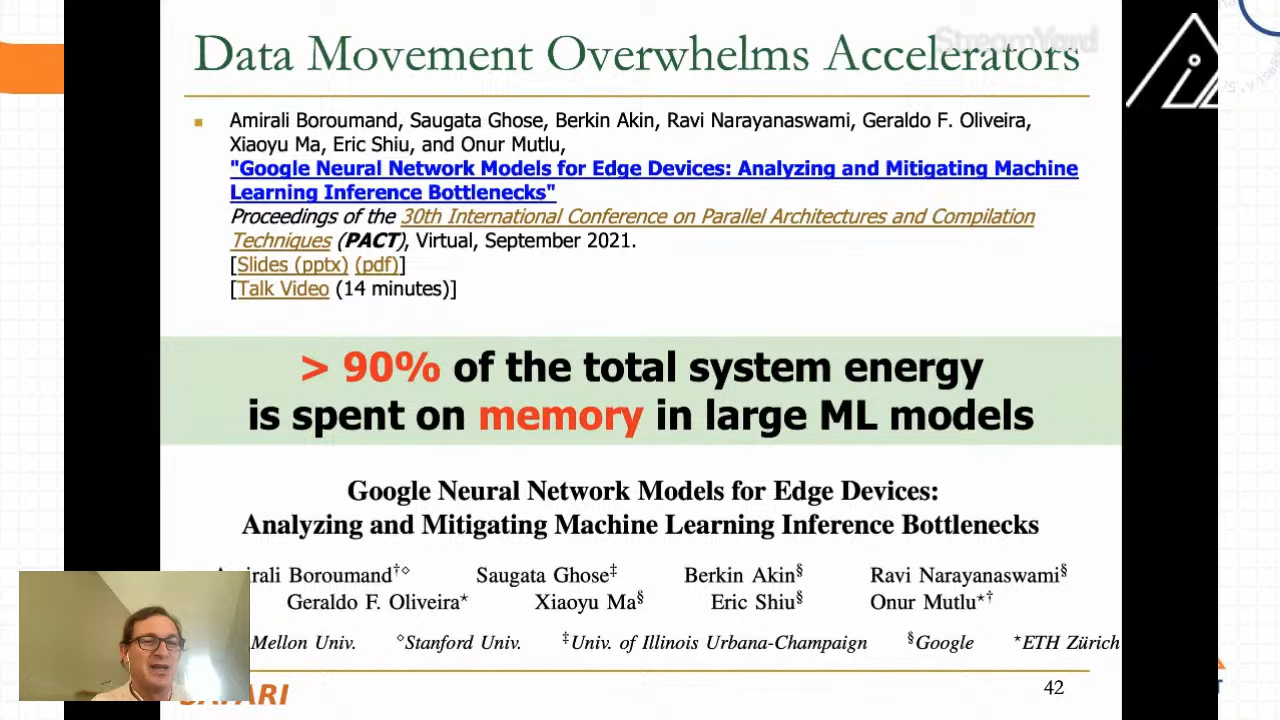 Data Movement Overwhelms Accelerators
StreamYard
Amirali Boroumand, Saugata Ghose, Berkin Akin, Ravi Narayanaswami, Geraldo F. Oliveira,
Xiaoyu Ma, Eric Shiu, and Onur Mutlu,
"Google Neural Network Models for Edge Devices: Analyzing and Mitigating Machine
Learning Inference Bottlenecks"
Proceedings of the 30th International Conference on Parallel Architectures and Compilation
Techniques (PACT), Virtual, September 2021.
[Slides (pptx) (pdf)]
[Talk Video (14 minutes)]
> 90% of the total system energy
is spent on memory in large ML models
Google Neural Network Models for Edge Devices:
Analyzing and Mitigating Machine Learning Inference Bottlenecks
Boroumand†⋄ Saugata Ghose‡ Berkin Akin§ Ravi Narayanaswami§
Geraldo F. Oliveira⋆ Xiaoyu Ma§ Eric Shiu§ Onur Mutlu⋆†
Mellon Univ. ⋄Stanford Univ. ‡Univ. of Illinois Urbana-Champaign §Google ⋆ETH Zürich
SAFARI
42